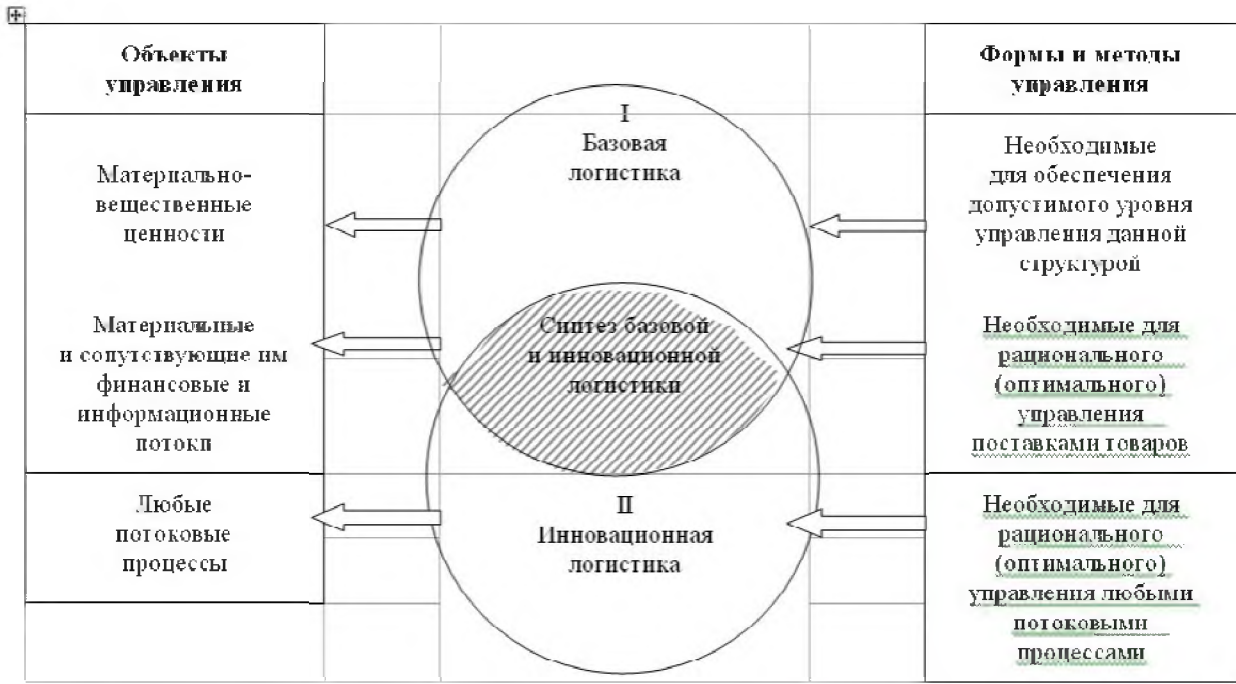 Объекты
управления
Материально-
вещественные
ценности
Материальные
и сопутствующие им
финансовые и
информационные
потоки
Любые
потоковые
процессы
I
Базовая
логистика
Синтез базовой
и инновационной
логистики
II
Инновационная
логистика
Формы и методы
управления
Необходимые
для обеспечения
допустимого уровня
управления данной
структурой
Необходимые для
рационального
(оптимального)
управления
поставками товаров
Необходимые для
рационального
(оптимального)
управления любыми
потоковыми
процессами